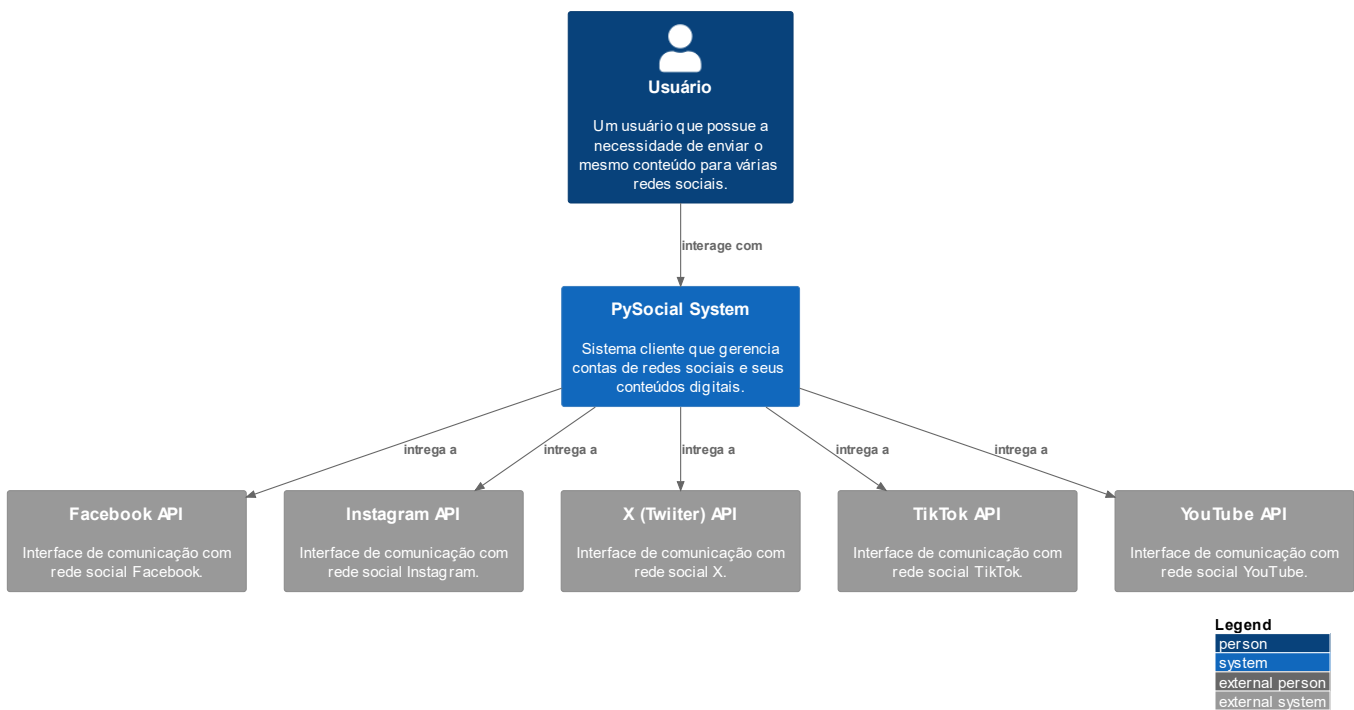 Usuário
Um usuário que possue a
necessidade de enviar o
mesmo conteúdo para várias
redes sociais.
interage com
PySocial System
Sistema cliente que gerencia
contas de redes sociais e seus
conteúdos digitais.
intrega a
intrega a
intrega a
intrega a
intrega a
Facebook API
Interface de comunicação com
rede social Facebook.
Instagram API
Interface de comunicação com
rede social Instagram.
X (Twiiter) API
Interface de comunicação com
rede social X.
TikTok API
Interface de comunicação com
rede social TikTok.
YouTube API
Interface de comunicação com
rede social YouTube.
Legend
person
system
external person
external system